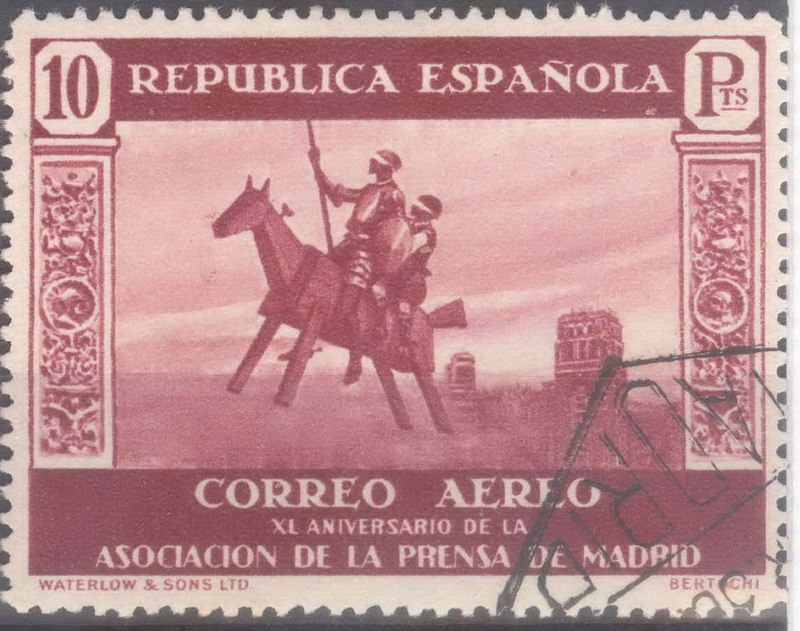 10 REPUBLICA ESPAÑOLA PTS
CORREO AEREO
XL ANIVERSARIO DE LA
ASOCIACION DE LA PRENSA DE MADRID
WATERLOW & SONS LTD